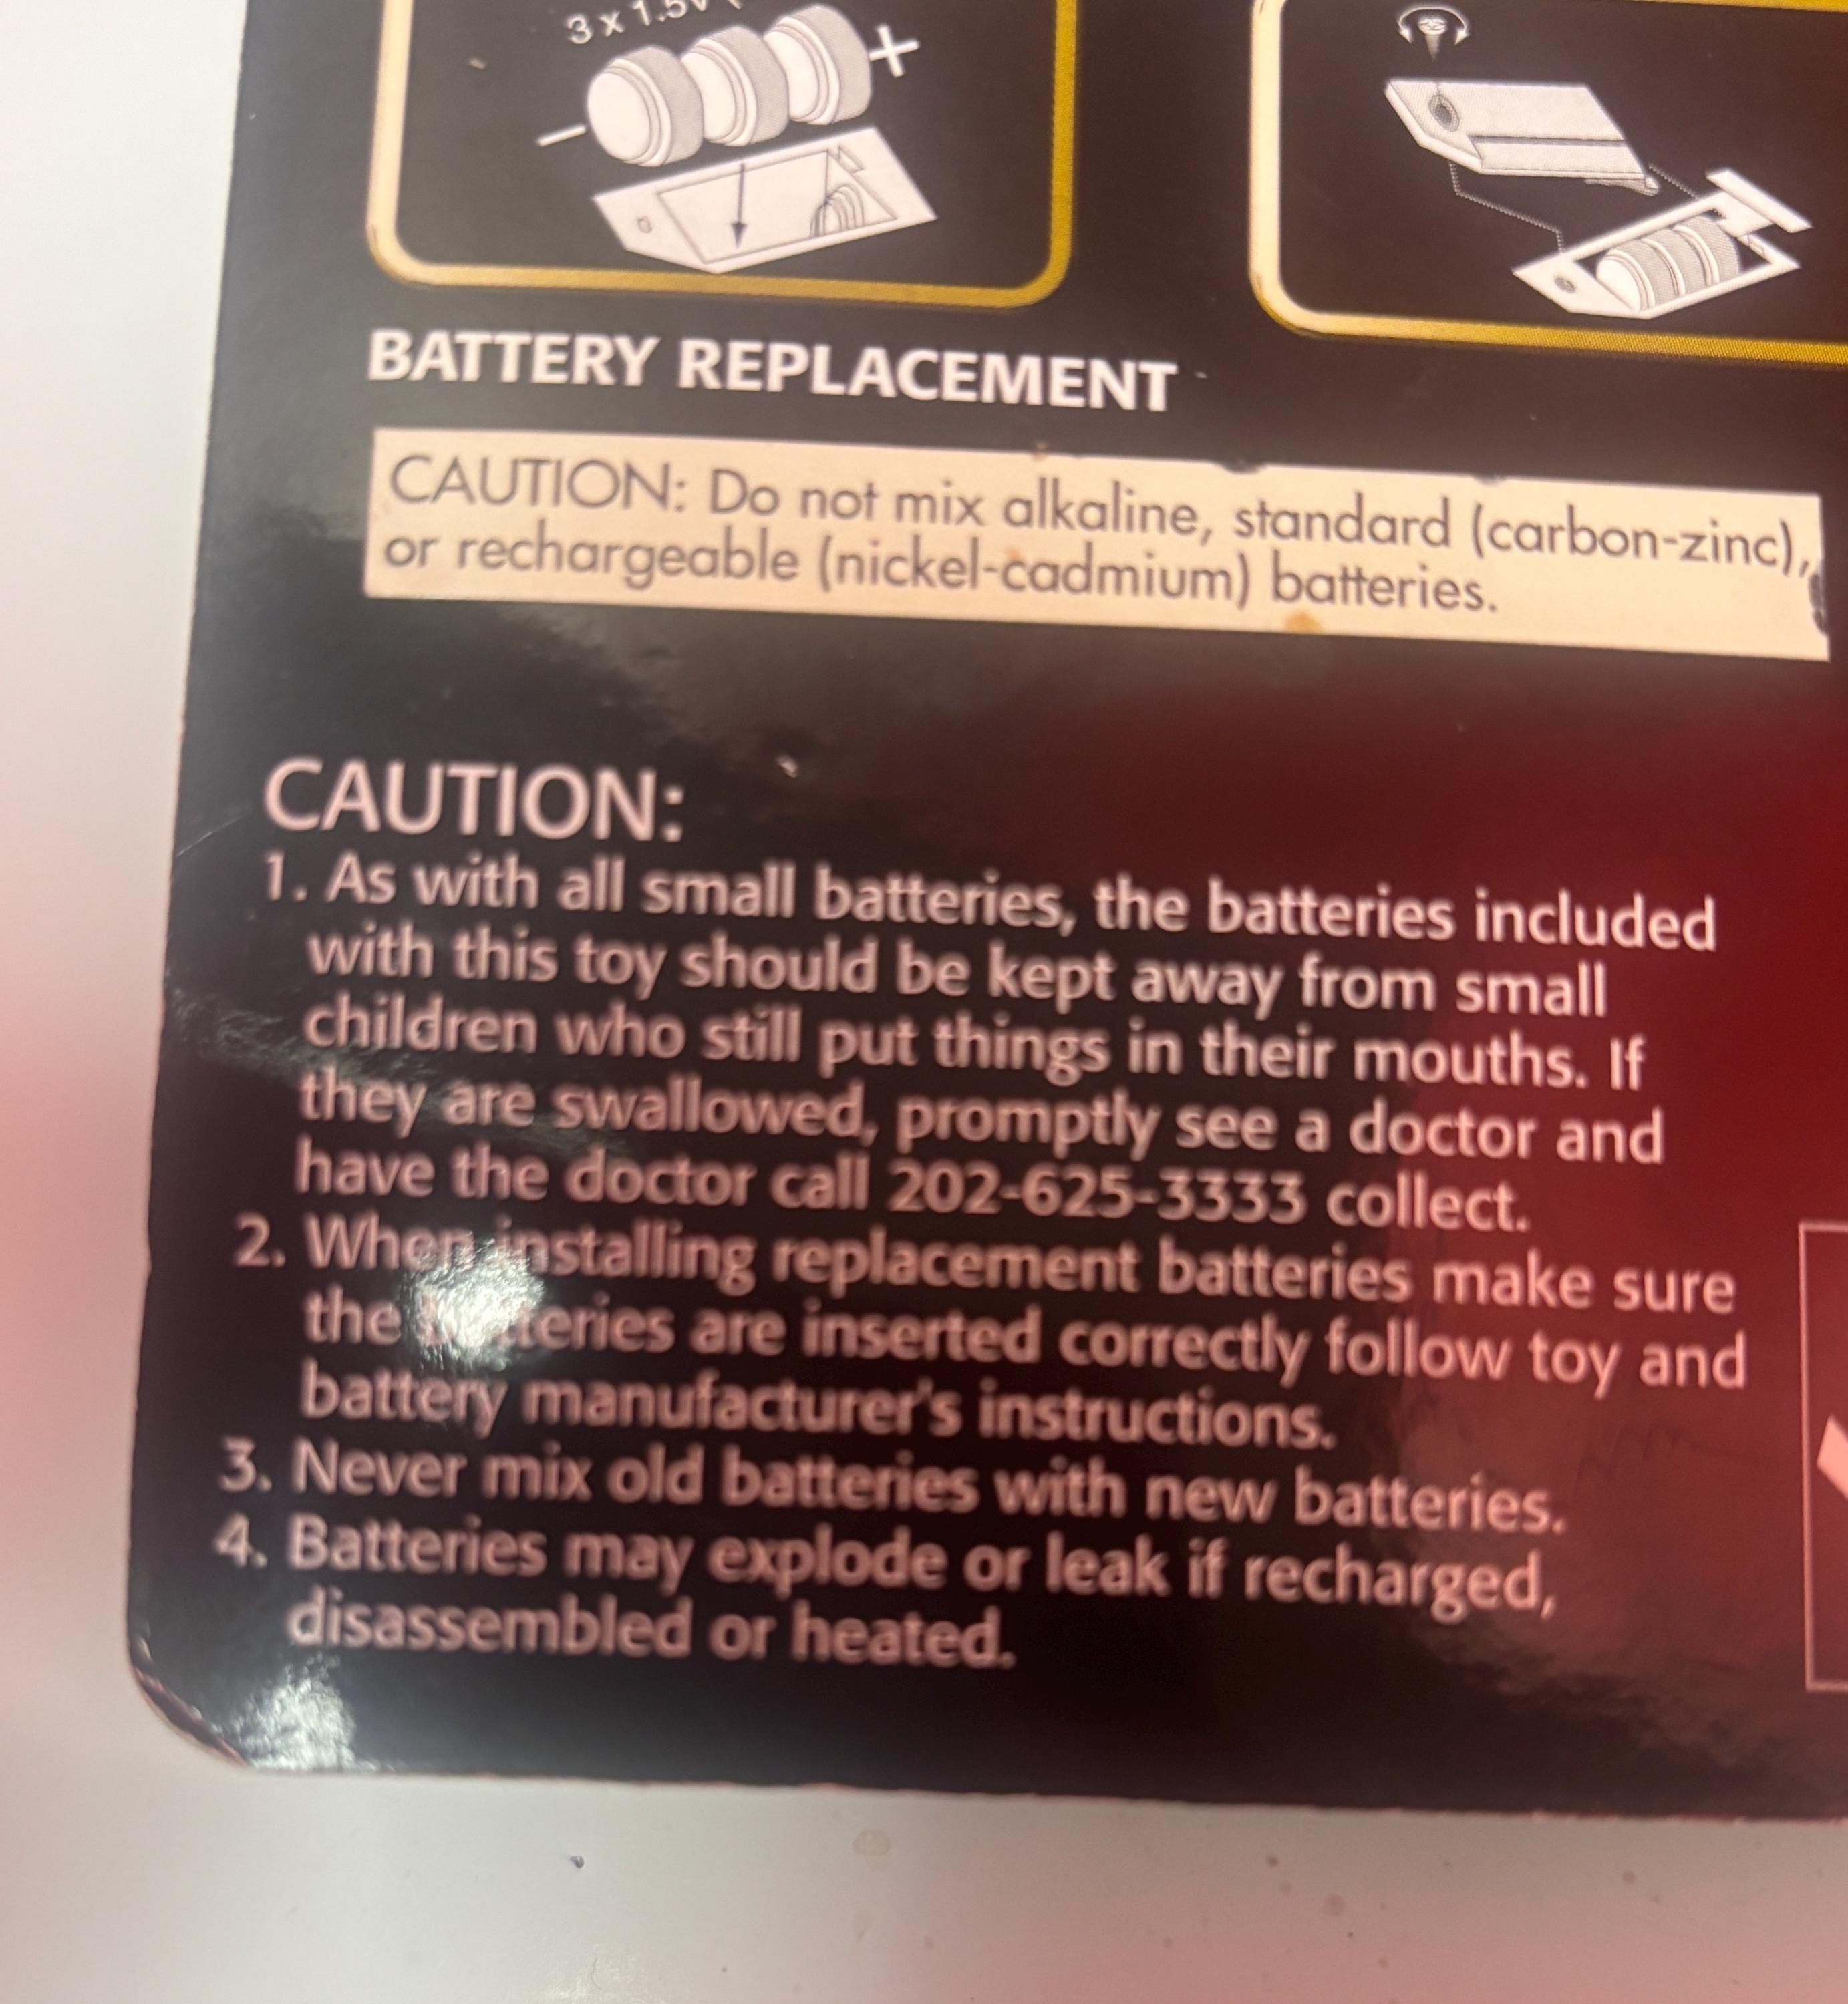 3 x 1.5V
BATTERY REPLACEMENT
CAUTION: Do not mix alkaline, standard (carbon-zinc),
or rechargeable (nickel-cadmium) batteries.
CAUTION:
1. As with all small batteries, the batteries included
with this toy should be kept away from small
children who still put things in their mouths. If
they are swallowed, promptly see a doctor and
have the doctor call 202-625-3333 collect.
2. When installing replacement batteries make sure
the batteries are inserted correctly follow toy and
battery manufacturer's instructions.
3. Never mix old batteries with new batteries.
4. Batteries may explode or leak if recharged,
disassembled or heated.